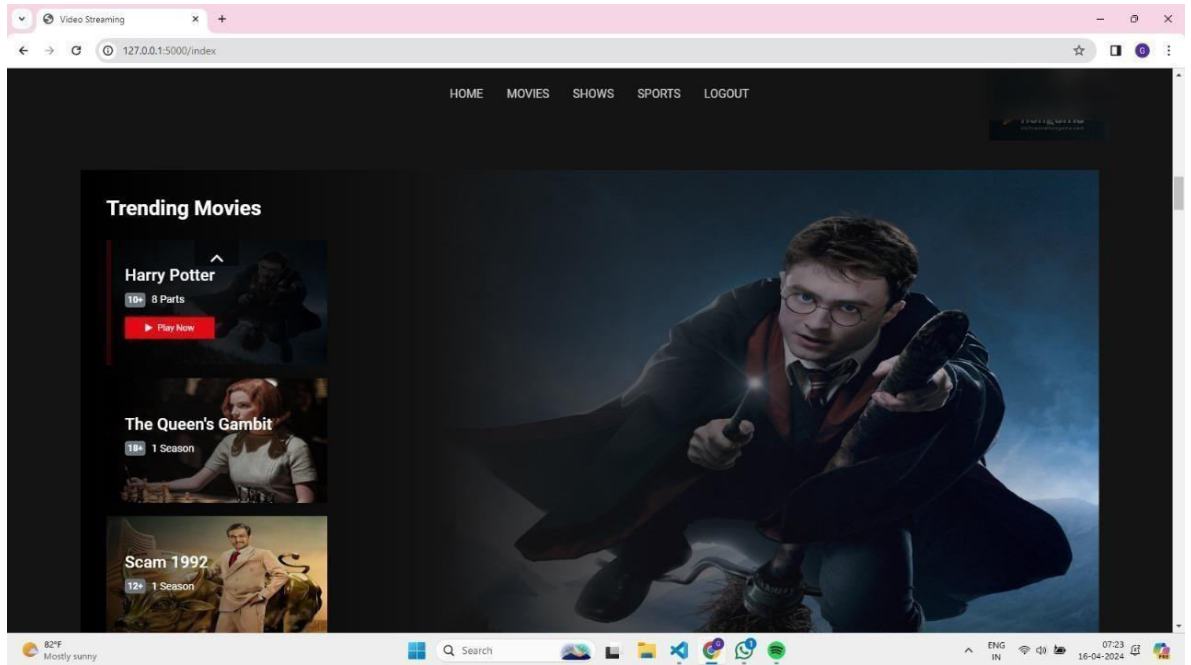 Video Streaming
127.0.0.1:5000/index
G
HOME MOVIES SHOWS SPORTS LOGOUT
Trending Movies
Harry Potter
10+ 8 Parts
Play Now
The Queen's Gambit
18+ 1 Season
Scam 1992
12+ 1 Season
82°F
Mostly sunny
Search
ENG
IN
07:23
16-04-2024